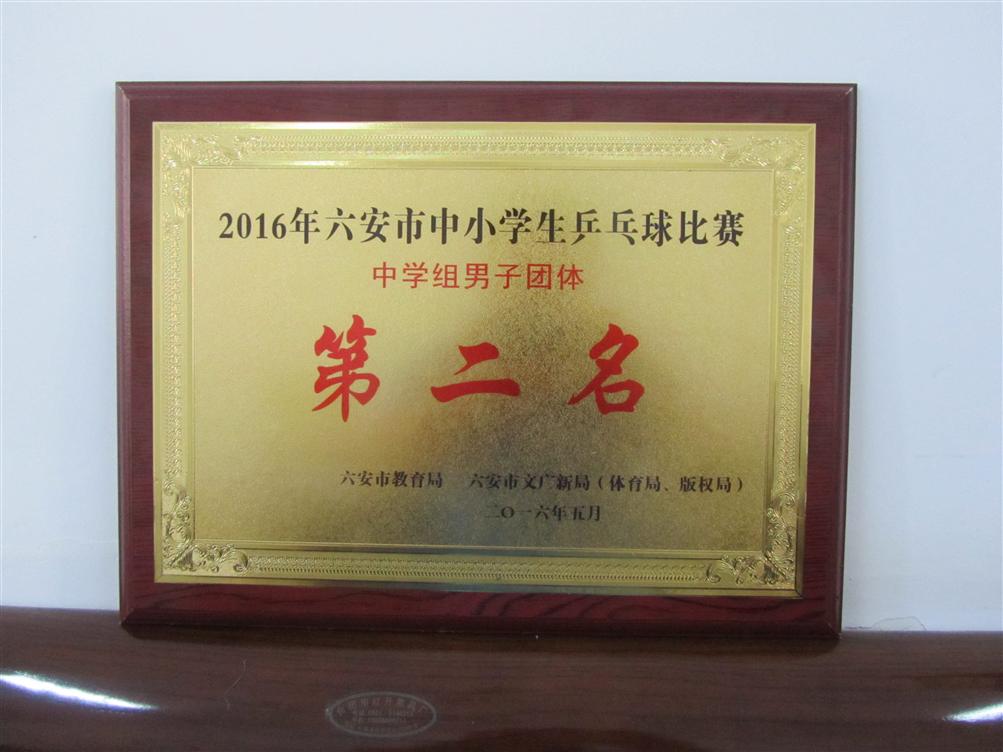 2016年六安市中小学生乒乓球比赛
中学组男子团体
第二名
六安市教育局 六安市文广新局(体育局、版权局)
二〇一六年五月